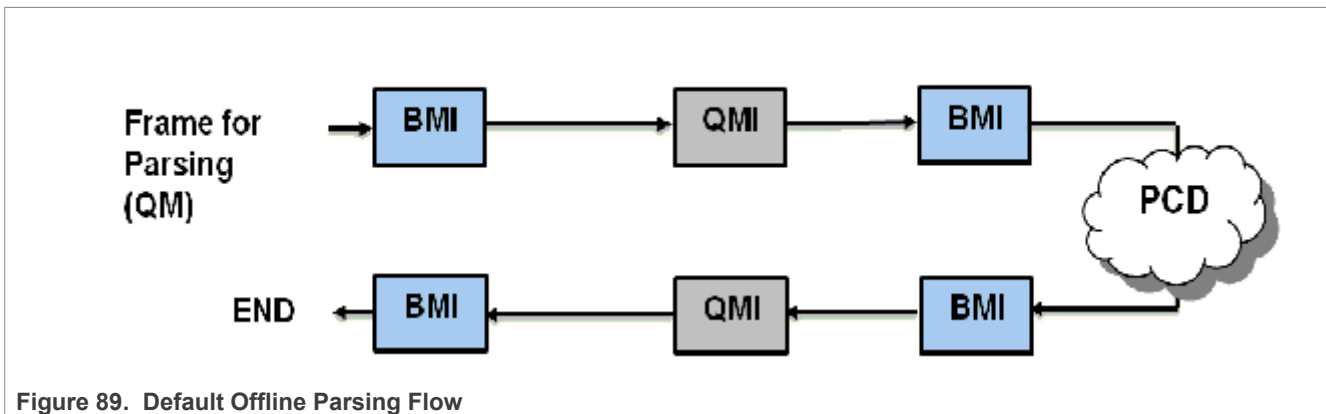 Frame for
Parsing
(QM)
BMI
QMI
BMI
PCD
END
BMI
QMI
BMI
Figure 89. Default Offline Parsing Flow